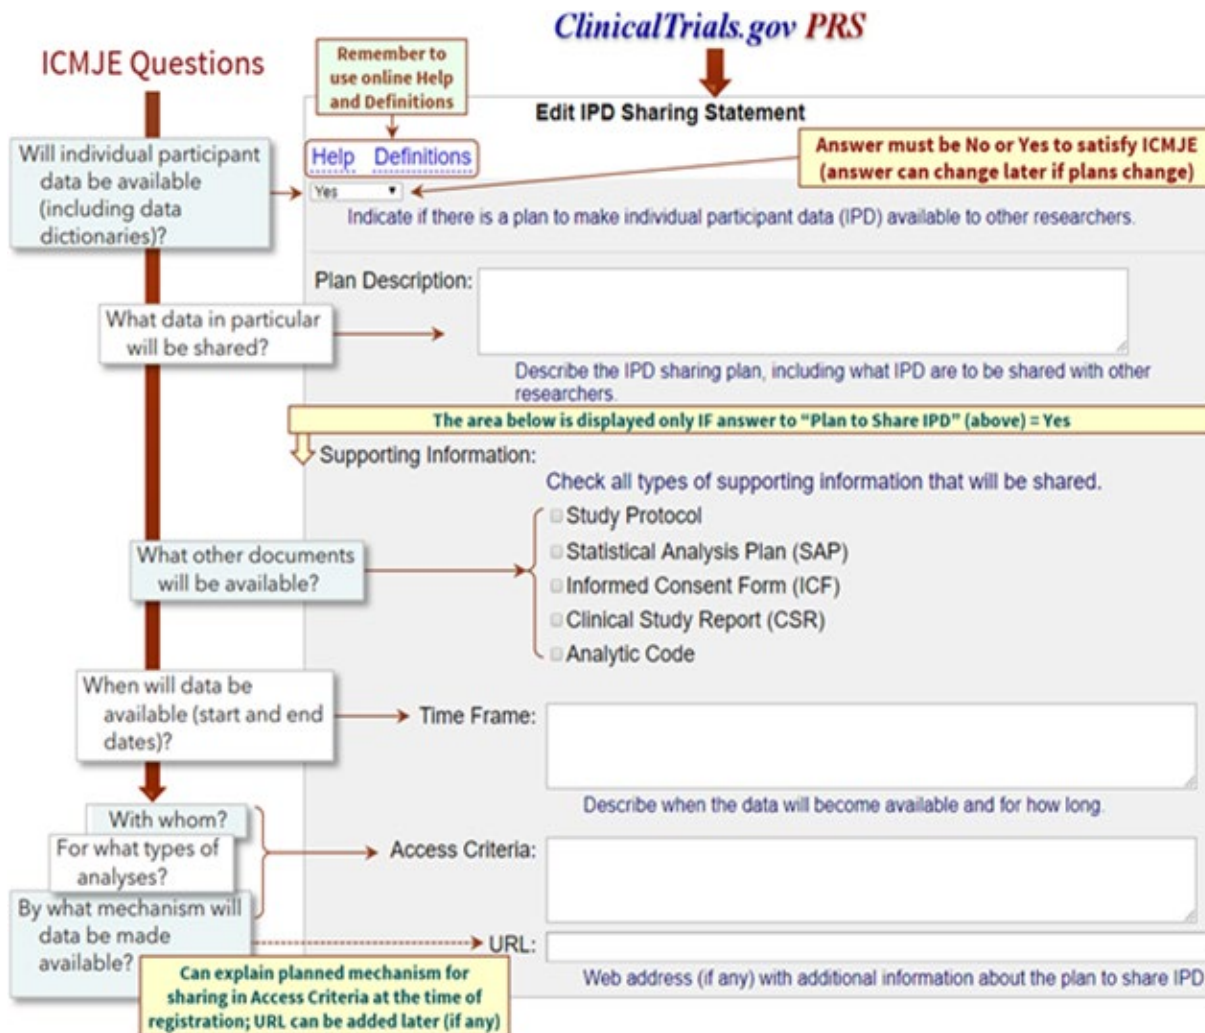 ClinicalTrials.gov PRS
ICMJE Questions
Remember to
use online Help
and Definitions
Edit IPD Sharing Statement
Answer must be No or Yes to satisfy ICMJE
(answer can change later if plans change)
Will individual participant
data be available
(including data
dictionaries)?
Help Definitions
Yes
Indicate if there is a plan to make individual participant data (IPD) available to other researchers.
What data in particular
will be shared?
Plan Description:
Describe the IPD sharing plan, including what IPD are to be shared with other
researchers.
The area below is displayed only IF answer to “Plan to Share IPD” (above) = Yes
Supporting Information:
Check all types of supporting information that will be shared.
What other documents
will be available?
Study Protocol
Statistical Analysis Plan (SAP)
Informed Consent Form (ICF)
Clinical Study Report (CSR)
Analytic Code
When will data be
available (start and end
dates)?
Time Frame:
Describe when the data will become available and for how long.
With whom?
For what types of
analyses?
By what mechanism will
data be made
available?
Access Criteria:
URL:
Web address (if any) with additional information about the plan to share IPD
Can explain planned mechanism for
sharing in Access Criteria at the time of
registration; URL can be added later (if any)